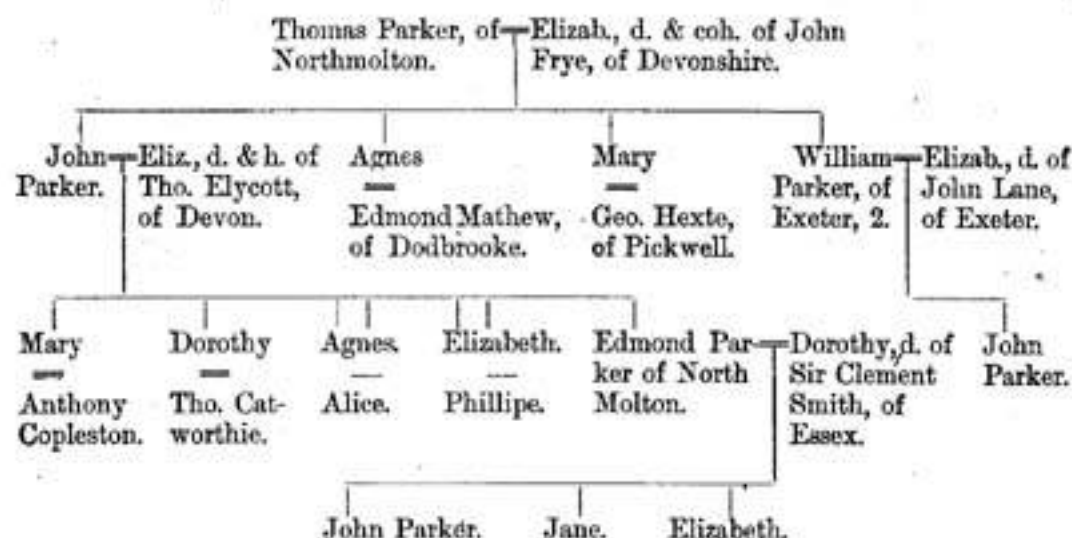 Thomas Parker, of Northmolton.
Elizab., d. & coh. of John Frye, of Devonshire.
John Parker.
Eliz., d. & h. of Tho. Elycott, of Devon.
Agnes
Edmond Mathew, of Dodbrooke.
Mary
Geo. Hexte, of Pickwell.
William Parker, of Exeter, 2.
Elizab., d. of John Lane, of Exeter.
Mary
Anthony Copleston.
Dorothy
Tho. Cat-
worthie.
Agnes.
Alice.
Elizabeth.
Phillipe.
Edmond Par-
ker of North Molton.
Dorothy, d. of Sir Clement Smith, of Essex.
John Parker.
John Parker.
Jane.
Elizabeth.